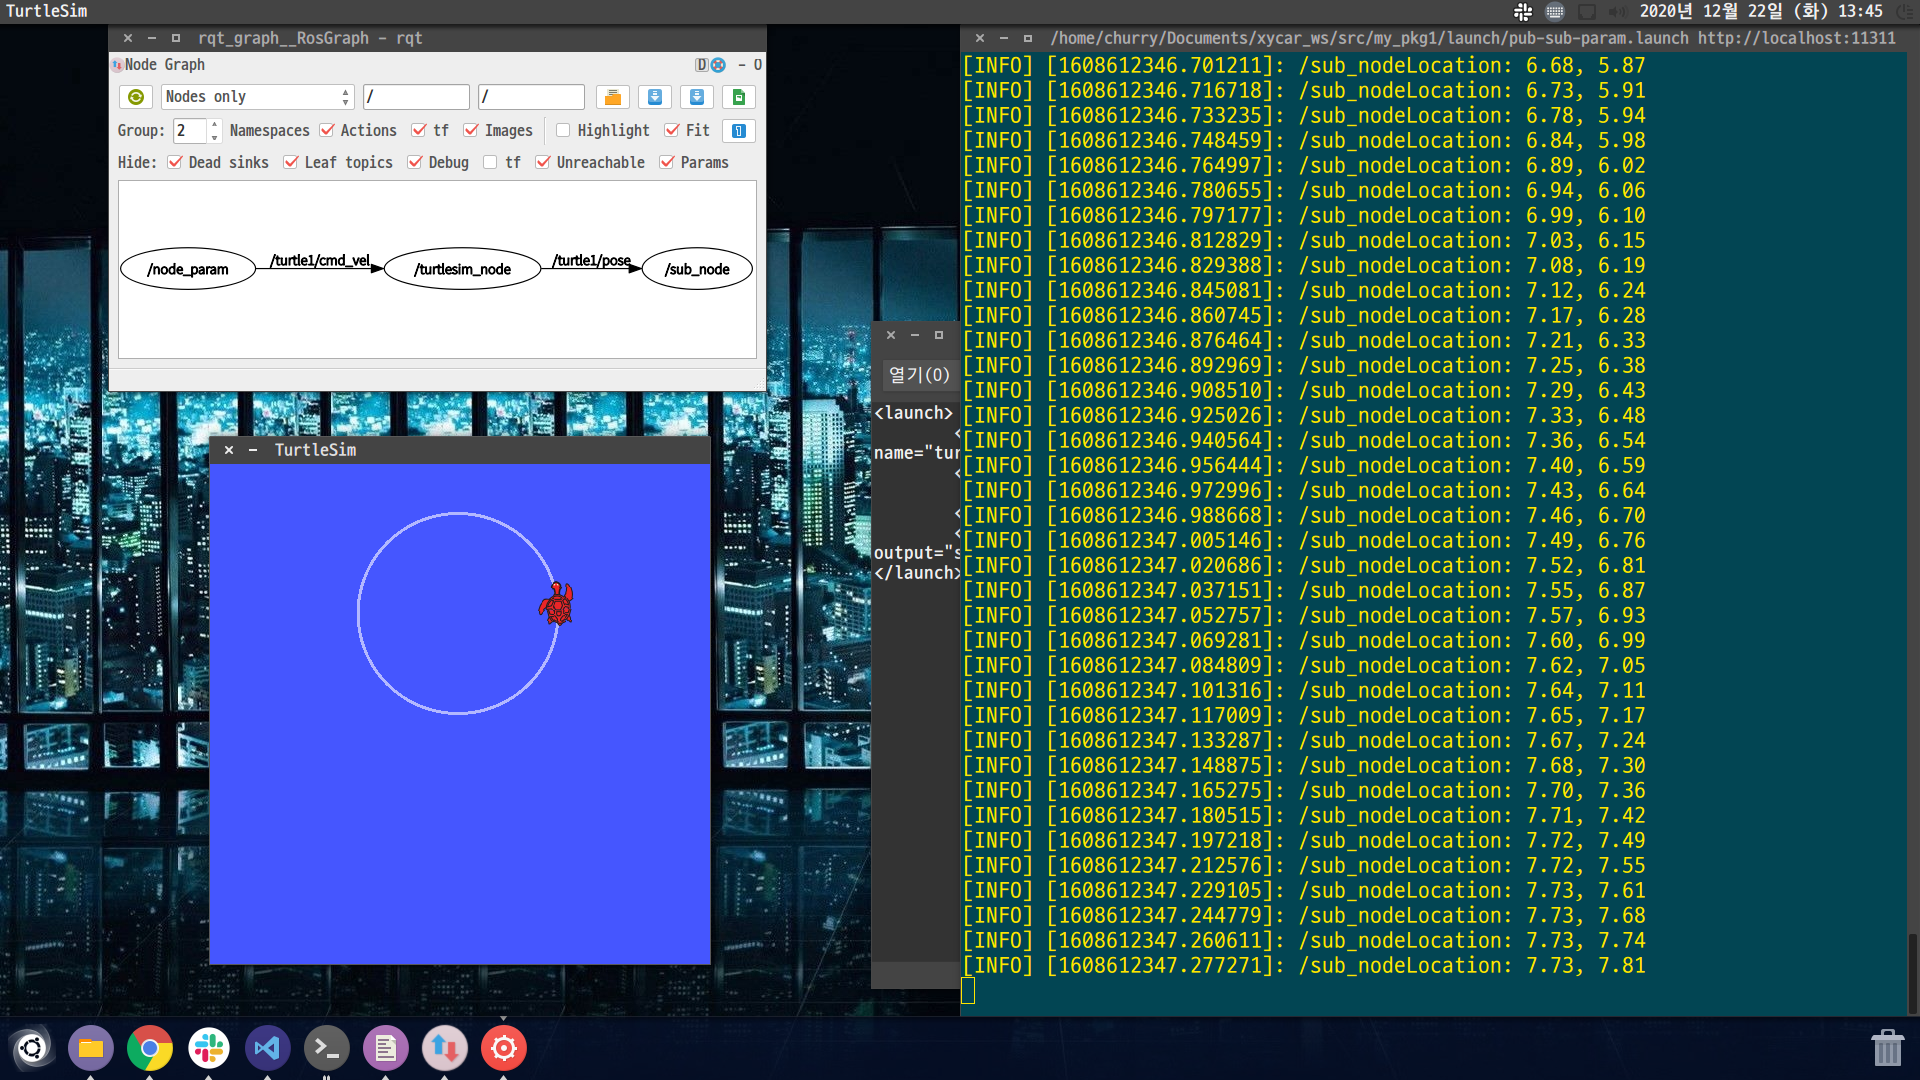 TurtleSim
2020년 12월 22일 (화) 13:45
rqt_graph__RosGraph - rqt
Node Graph
D
- O
Nodes only
/
/
Group: 2 Namespaces Actions tf Images Highlight Fit
Hide: Dead sinks Leaf topics Debug tf Unreachable Params
/node_param
/turtle1/cmd_vel
/turtlesim_node
/turtle1/pose
/sub_node
TurtleSim
열기(O)
<launch>
<
name="tur
<
<
<
output="s
</launch>
/home/churry/Documents/xycar_ws/src/my_pkg1/launch/pub-sub-param.launch http://localhost:11311
[INFO] [1608612346.701211]: /sub_nodeLocation: 6.68, 5.87
[INFO] [1608612346.716718]: /sub_nodeLocation: 6.73, 5.91
[INFO] [1608612346.733235]: /sub_nodeLocation: 6.78, 5.94
[INFO] [1608612346.748459]: /sub_nodeLocation: 6.84, 5.98
[INFO] [1608612346.764997]: /sub_nodeLocation: 6.89, 6.02
[INFO] [1608612346.780655]: /sub_nodeLocation: 6.94, 6.06
[INFO] [1608612346.797177]: /sub_nodeLocation: 6.99, 6.10
[INFO] [1608612346.812829]: /sub_nodeLocation: 7.03, 6.15
[INFO] [1608612346.829388]: /sub_nodeLocation: 7.08, 6.19
[INFO] [1608612346.845081]: /sub_nodeLocation: 7.12, 6.24
[INFO] [1608612346.860745]: /sub_nodeLocation: 7.17, 6.28
[INFO] [1608612346.876464]: /sub_nodeLocation: 7.21, 6.33
[INFO] [1608612346.892969]: /sub_nodeLocation: 7.25, 6.38
[INFO] [1608612346.908510]: /sub_nodeLocation: 7.29, 6.43
[INFO] [1608612346.925026]: /sub_nodeLocation: 7.33, 6.48
[INFO] [1608612346.940564]: /sub_nodeLocation: 7.36, 6.54
[INFO] [1608612346.956444]: /sub_nodeLocation: 7.40, 6.59
[INFO] [1608612346.972996]: /sub_nodeLocation: 7.43, 6.64
[INFO] [1608612346.988668]: /sub_nodeLocation: 7.46, 6.70
[INFO] [1608612347.005146]: /sub_nodeLocation: 7.49, 6.76
[INFO] [1608612347.020686]: /sub_nodeLocation: 7.52, 6.81
[INFO] [1608612347.037151]: /sub_nodeLocation: 7.55, 6.87
[INFO] [1608612347.052757]: /sub_nodeLocation: 7.57, 6.93
[INFO] [1608612347.069281]: /sub_nodeLocation: 7.60, 6.99
[INFO] [1608612347.084809]: /sub_nodeLocation: 7.62, 7.05
[INFO] [1608612347.101316]: /sub_nodeLocation: 7.64, 7.11
[INFO] [1608612347.117009]: /sub_nodeLocation: 7.65, 7.17
[INFO] [1608612347.133287]: /sub_nodeLocation: 7.67, 7.24
[INFO] [1608612347.148875]: /sub_nodeLocation: 7.68, 7.30
[INFO] [1608612347.165275]: /sub_nodeLocation: 7.70, 7.36
[INFO] [1608612347.180515]: /sub_nodeLocation: 7.71, 7.42
[INFO] [1608612347.197218]: /sub_nodeLocation: 7.72, 7.49
[INFO] [1608612347.212576]: /sub_nodeLocation: 7.72, 7.55
[INFO] [1608612347.229105]: /sub_nodeLocation: 7.73, 7.61
[INFO] [1608612347.244779]: /sub_nodeLocation: 7.73, 7.68
[INFO] [1608612347.260611]: /sub_nodeLocation: 7.73, 7.74
[INFO] [1608612347.277271]: /sub_nodeLocation: 7.73, 7.81